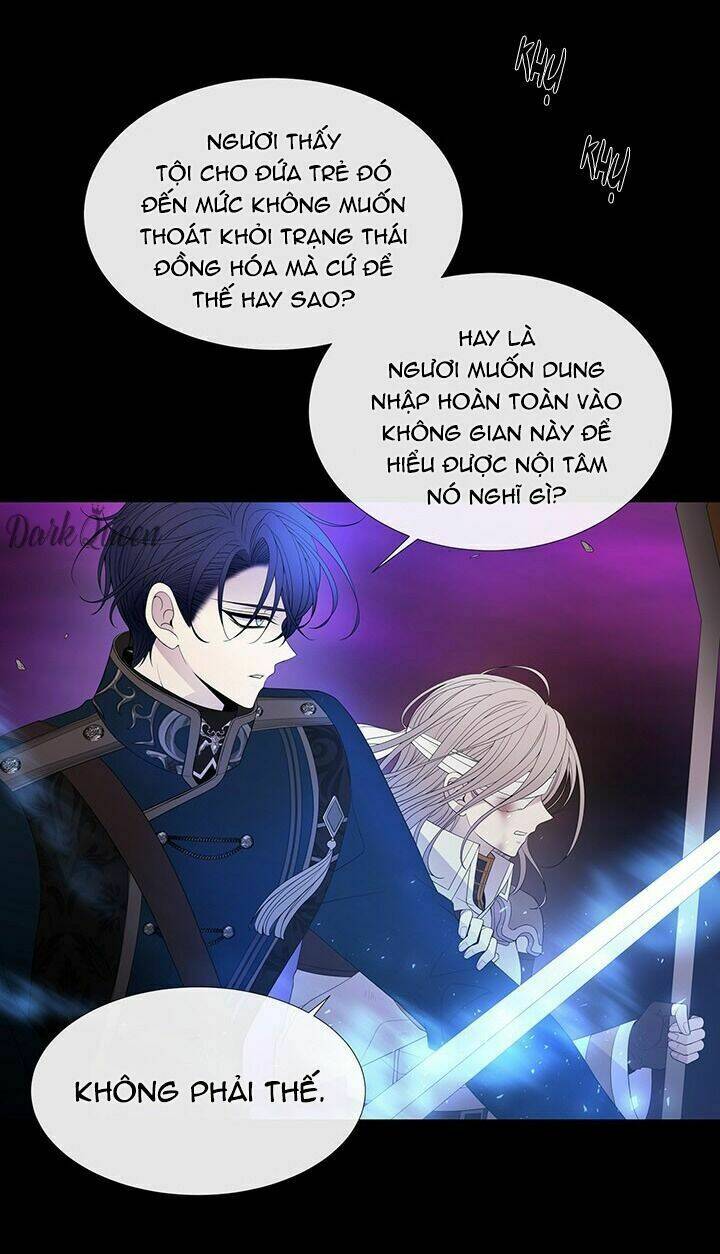 KHỤ
KHỤ
NGƯƠI THẤY
TỘI CHO ĐỨA TRẺ ĐÓ
ĐẾN MỨC KHÔNG MUỐN
THOÁT KHỎI TRẠNG THÁI
ĐỒNG HÓA MÀ CỨ ĐỂ
THẾ HAY SAO?
HAY LÀ
NGƯƠI MUỐN DUNG
NHẬP HOÀN TOÀN VÀO
KHÔNG GIAN NÀY ĐỂ
HIỂU ĐƯỢC NỘI TÂM
NÓ NGHĨ GÌ?
Dark Queen
KHÔNG PHẢI THẾ.